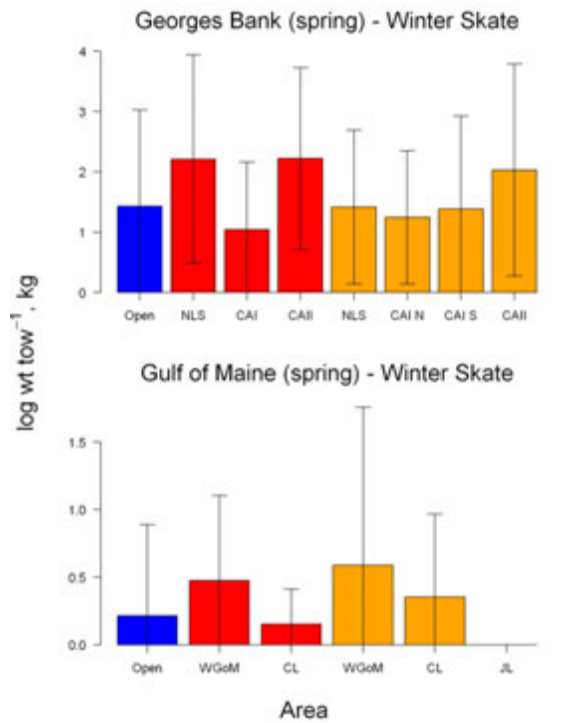 Georges Bank (spring) - Winter Skate
4
3
2
1
0
Open NLS CAI CAII NLS CAI N CAI S CAII
log wt tow⁻¹, kg
Gulf of Maine (spring) - Winter Skate
1.5
1.0
0.5
0.0
Open WGoM CL WGoM CL JL
Area